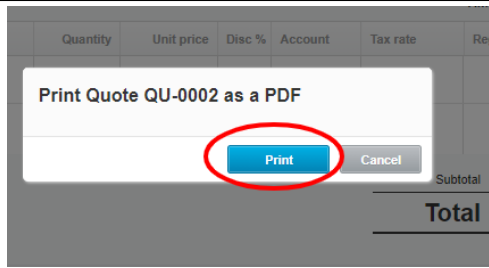 Quantity Unit price Disc % Account Tax rate
Print Quote QU-0002 as a PDF
Print Cancel
Subtotal
Total